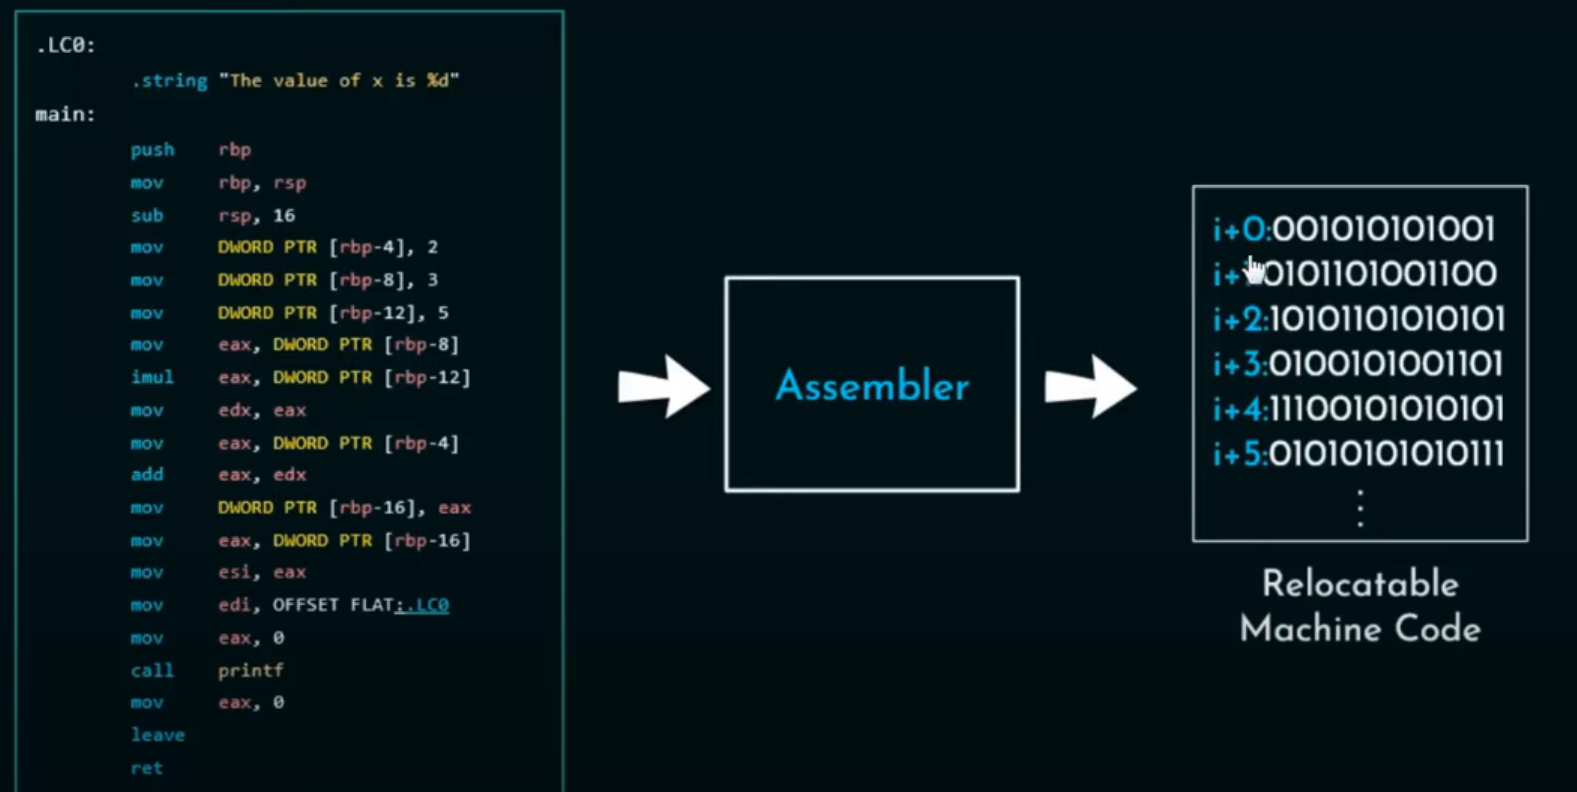 .LC0:
.string "The value of x is %d"
main:
push rbp
mov rbp, rsp
sub rsp, 16
mov DWORD PTR [rbp-4], 2
mov DWORD PTR [rbp-8], 3
mov DWORD PTR [rbp-12], 5
mov eax, DWORD PTR [rbp-8]
imul eax, DWORD PTR [rbp-12]
mov edx, eax
mov eax, DWORD PTR [rbp-4]
add eax, edx
mov DWORD PTR [rbp-16], eax
mov eax, DWORD PTR [rbp-16]
mov esi, eax
mov edi, OFFSET FLAT:.LC0
mov eax, 0
call printf
mov eax, 0
leave
ret
Assembler
i+0:001010101001
i+ 0101101001100
i+2:10101101010101
i+3:0100101001101
i+4:11100101010101
i+5:01010101010111
Relocatable
Machine Code